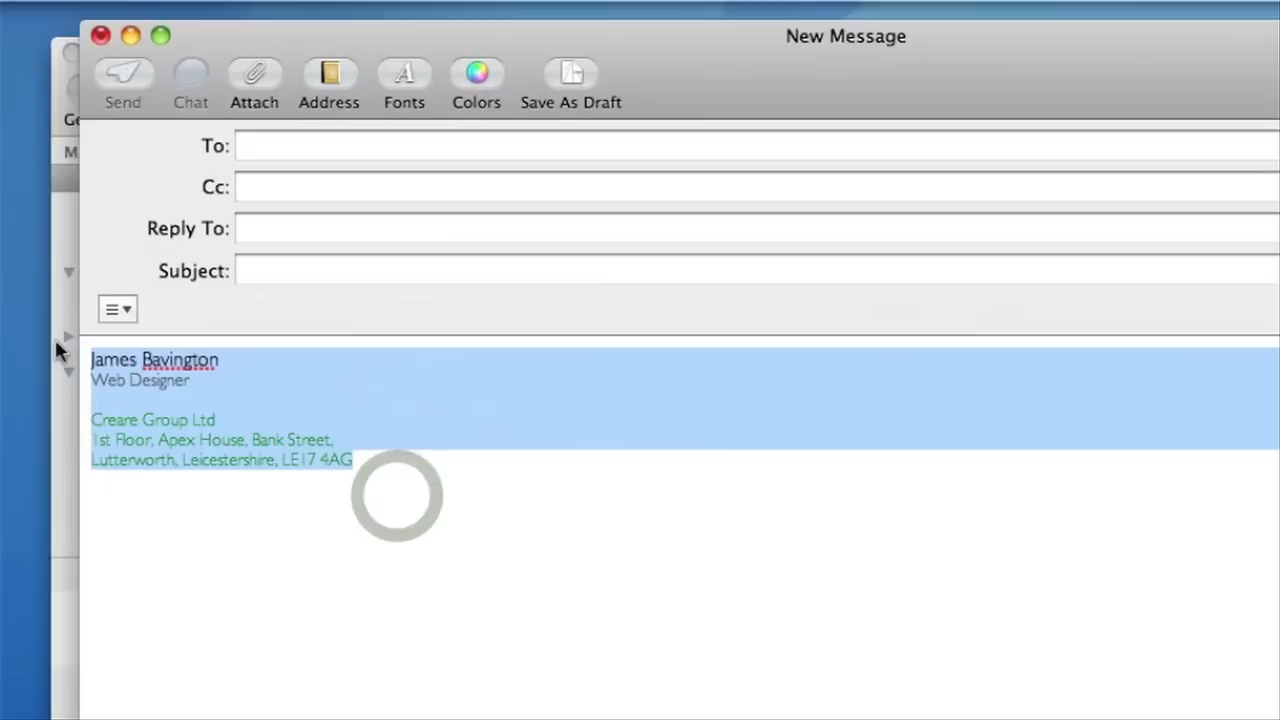 New Message
Send Chat Attach Address Fonts Colors Save As Draft
To:
Cc:
Reply To:
Subject:
James Bavington
Web Designer
Creare Group Ltd
1st Floor, Apex House, Bank Street,
Lutterworth, Leicestershire, LE17 4AG